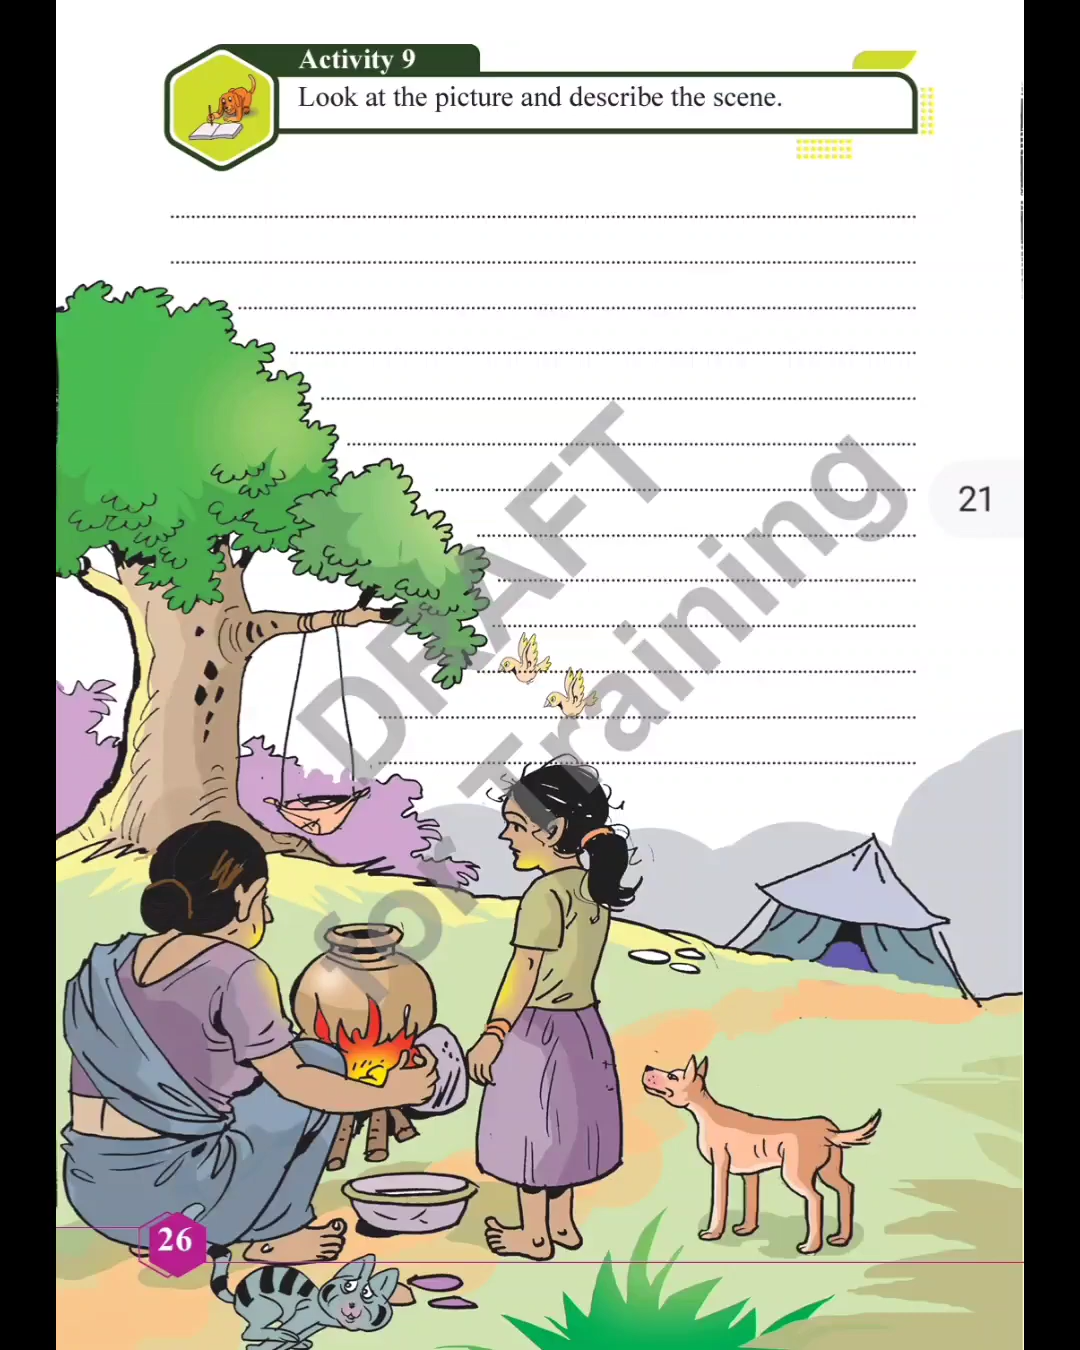 Activity 9
Look at the picture and describe the scene.
DRAFT
for Training
21
26